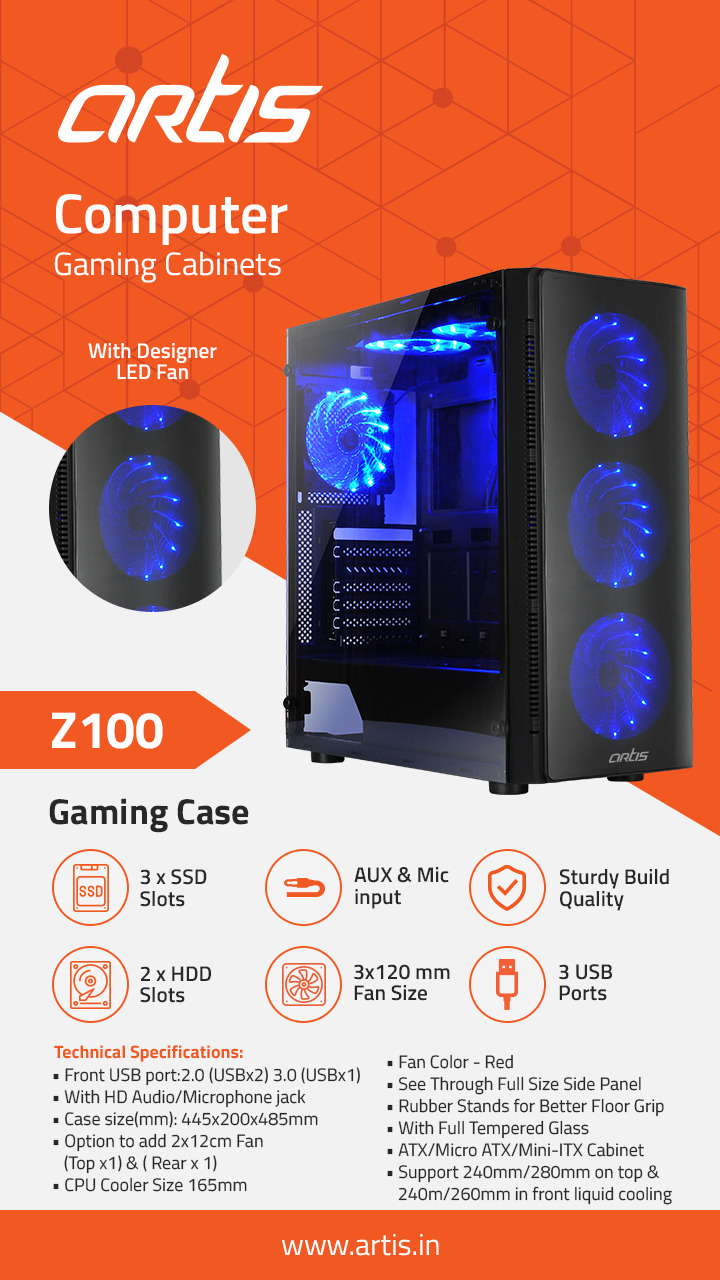 artis
Computer
Gaming Cabinets
With Designer
LED Fan
artis
Z100
Gaming Case
SSD
3 x SSD
Slots
AUX & Mic
input
Sturdy Build
Quality
2 x HDD
Slots
3x120 mm
Fan Size
3 USB
Ports
Technical Specifications:
▪ Front USB port:2.0 (USBx2) 3.0 (USBx1)
▪ With HD Audio/Microphone jack
▪ Case size(mm): 445x200x485mm
▪ Option to add 2x12cm Fan
(Top x1) & ( Rear x 1)
▪ CPU Cooler Size 165mm
▪ Fan Color - Red
▪ See Through Full Size Side Panel
▪ Rubber Stands for Better Floor Grip
▪ With Full Tempered Glass
▪ ATX/Micro ATX/Mini-ITX Cabinet
▪ Support 240mm/280mm on top &
240m/260mm in front liquid cooling
www.artis.in